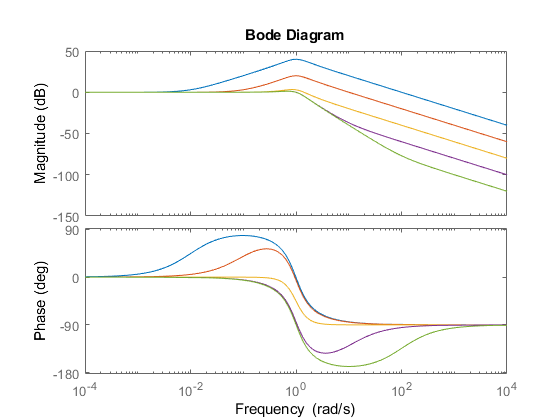 Bode Diagram
Magnitude (dB)
50
0
-50
-100
-150
Phase (deg)
90
0
-90
-180
10^-4 10^-2 10^0 10^2 10^4
Frequency (rad/s)